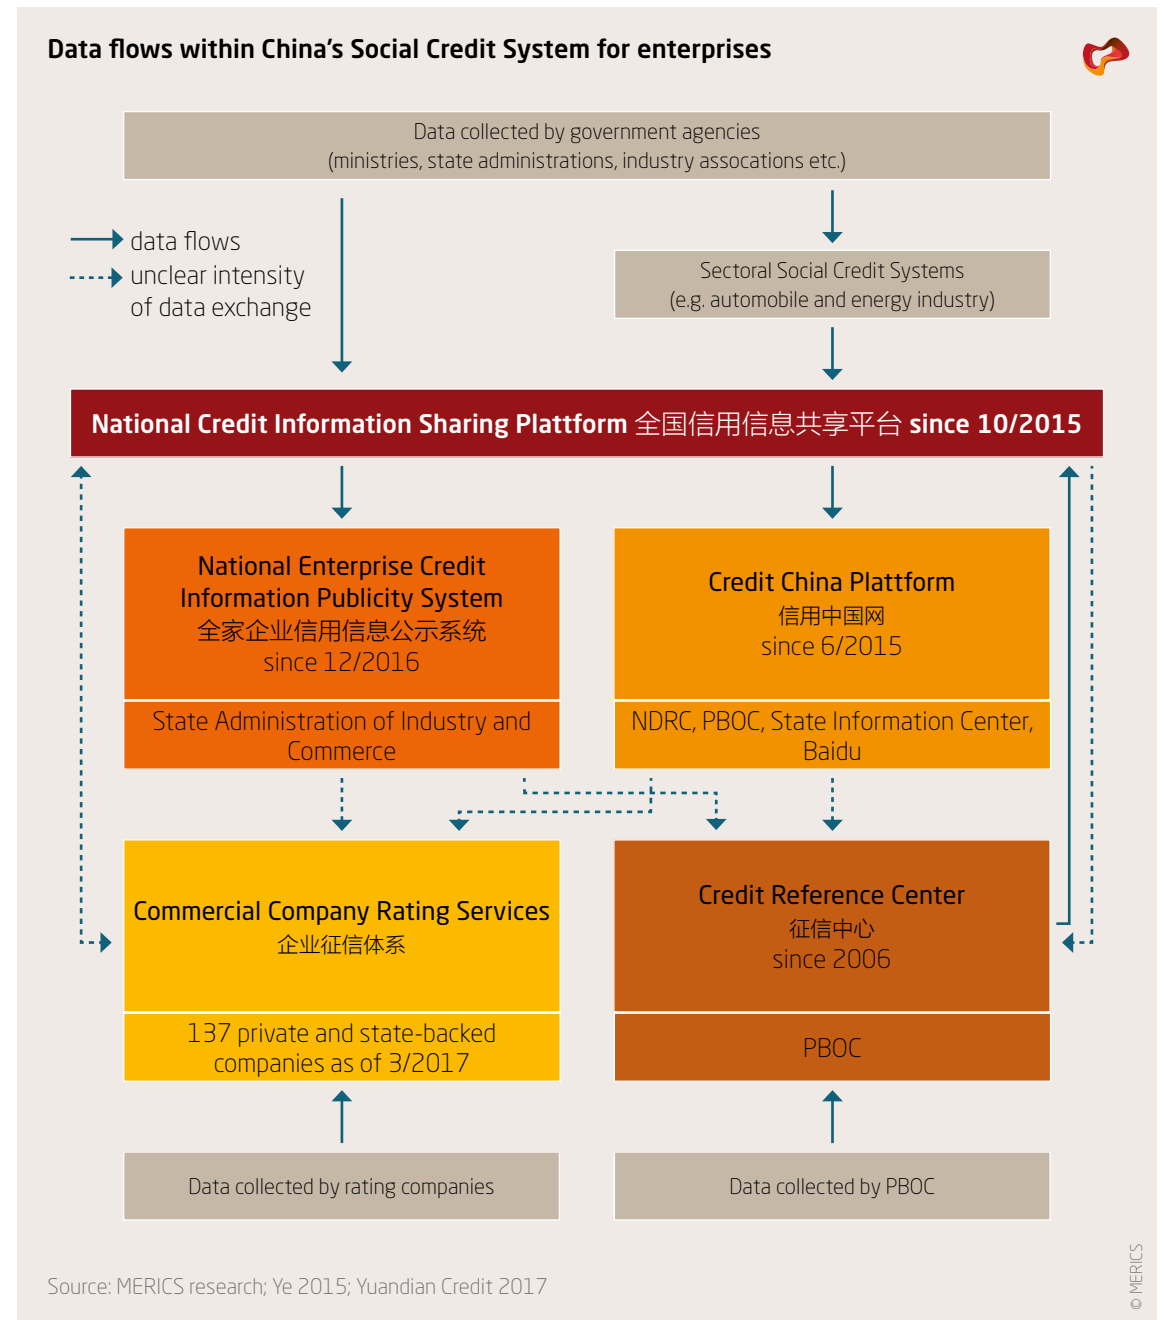 Data flows within China's Social Credit System for enterprises
Data collected by government agencies
(ministries, state administrations, industry assocations etc.)
data flows
unclear intensity
of data exchange
Sectoral Social Credit Systems
(e.g. automobile and energy industry)
National Credit Information Sharing Plattform 全国信用信息共享平台 since 10/2015
National Enterprise Credit
Information Publicity System
全家企业信用信息公示系统
since 12/2016
State Administration of Industry and
Commerce
Credit China Plattform
信用中国网
since 6/2015
NDRC, PBOC, State Information Center,
Baidu
Commercial Company Rating Services
企业征信体系
137 private and state-backed
companies as of 3/2017
Credit Reference Center
征信中心
since 2006
PBOC
Data collected by rating companies
Data collected by PBOC
Source: MERICS research; Ye 2015; Yuandian Credit 2017
© MERICS